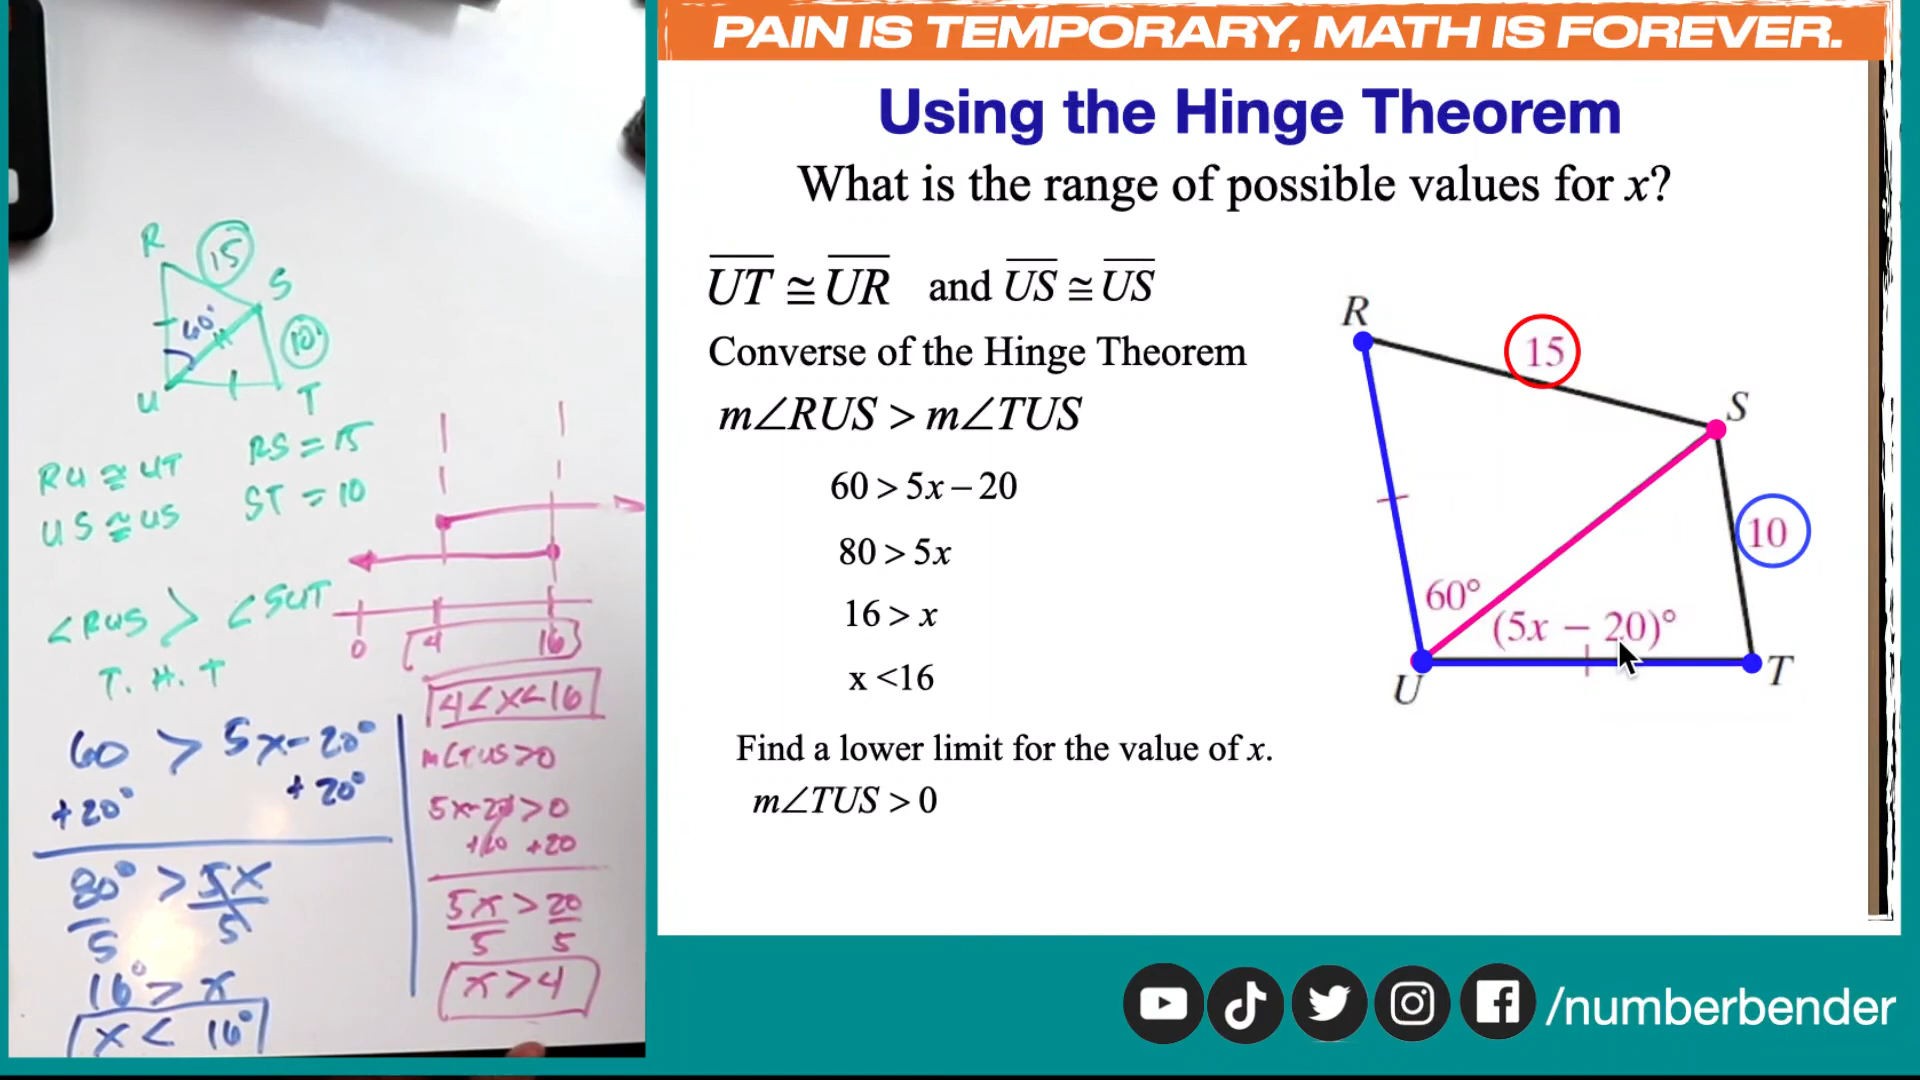 PAIN IS TEMPORARY, MATH IS FOREVER.
Using the Hinge Theorem
What is the range of possible values for x?
UT ≅ UR and US ≅ US
Converse of the Hinge Theorem
m∠RUS > m∠TUS
60 > 5x – 20
80 > 5x
16 > x
x <16
Find a lower limit for the value of x.
m∠TUS > 0
R
15
S
10
60°
(5x – 20)°
U
T
/numberbender
R
15
S
60°
10
U
T
RU ≅ UT
RS = 15
US ≅ US
ST = 10
<RUS > <SUT
T. H. T
0
4
16
4 < x < 16
60 > 5x - 20°
+20° + 20°
80° > 5x
5 5
16° > x
x < 16°
m<TUS>0
5x-20>0
+20 +20
5x > 20
5 5
x > 4